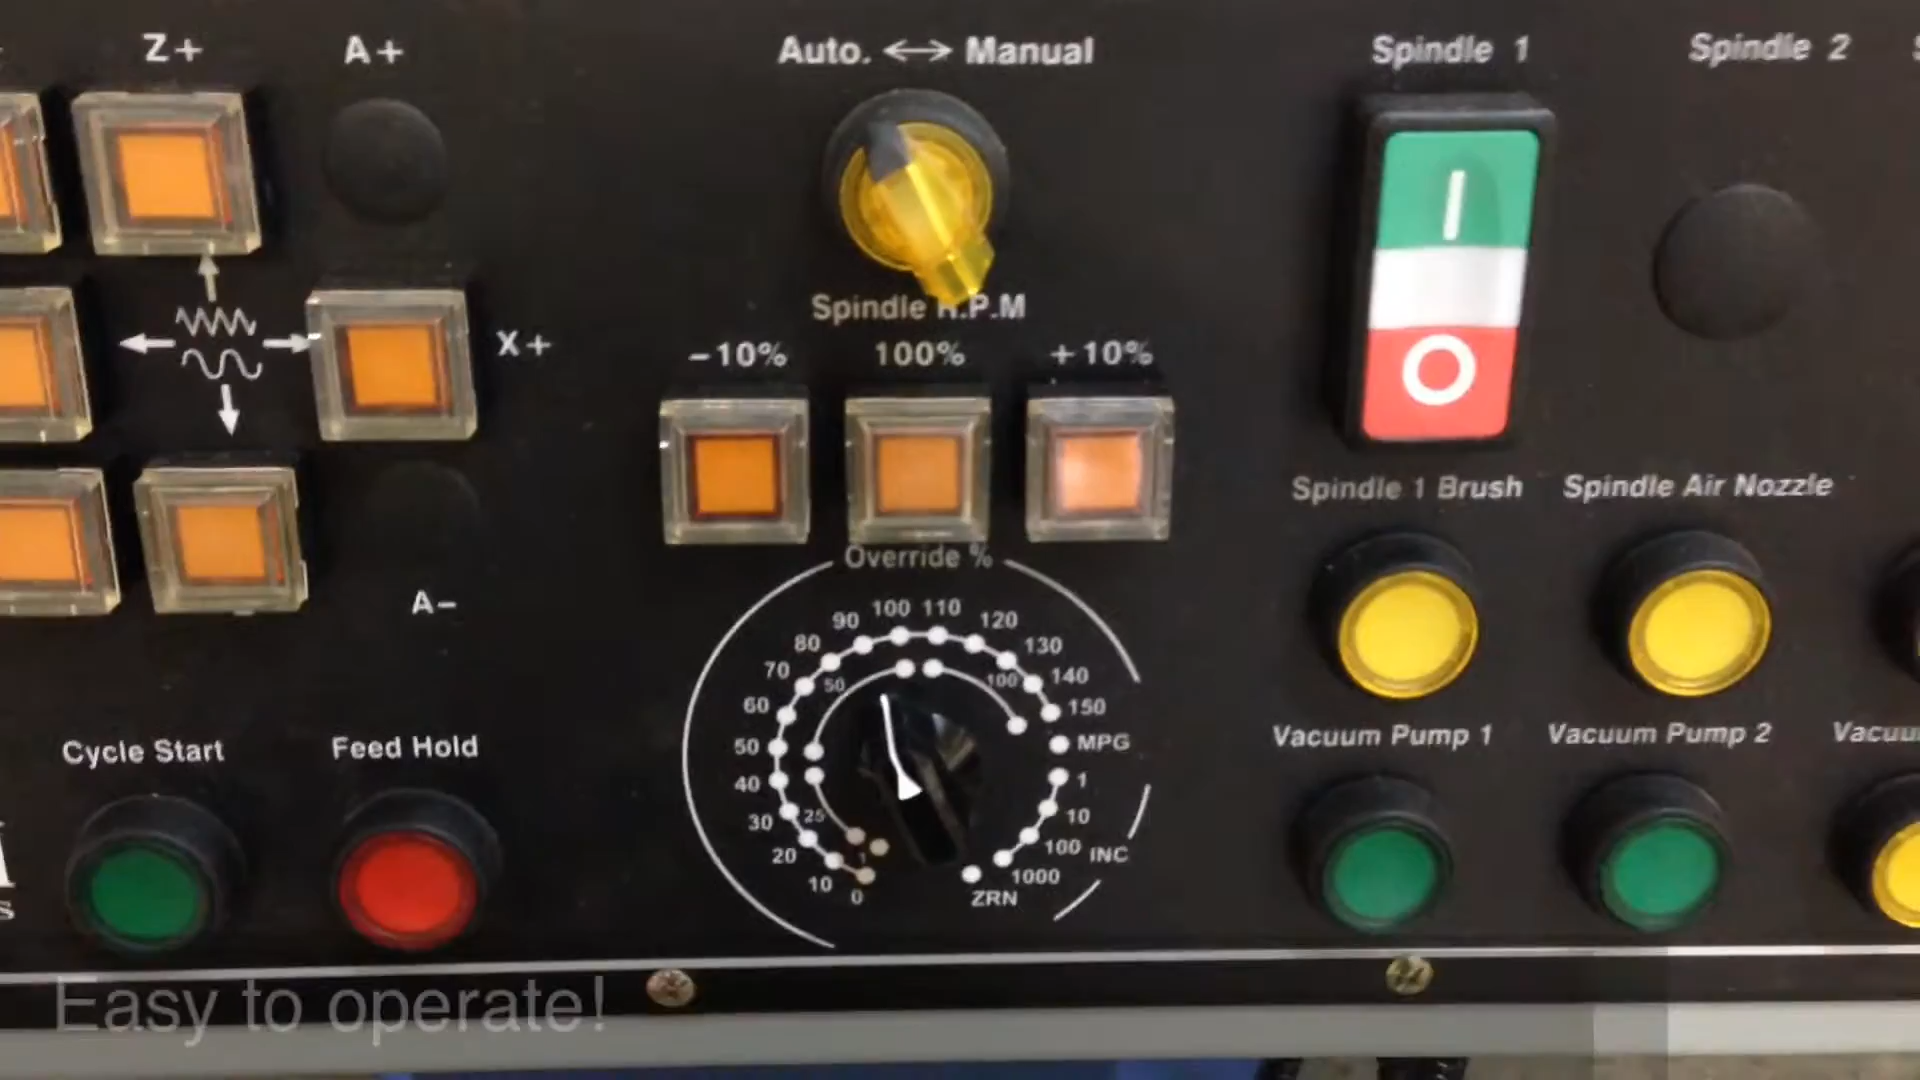 Z+
A+
X+
A-
Cycle Start
Feed Hold
s
Auto. <-> Manual
Spindle R.P.M
-10%
100%
+10%
Override %
0
10
20
30
40
50
60
70
80
90
100
110
120
130
140
150
MPG
1
10
100
1000
INC
ZRN
1
25
50
100
Spindle 1
Spindle 2
I
O
Spindle 1 Brush
Spindle Air Nozzle
Vacuum Pump 1
Vacuum Pump 2
Easy to operate!